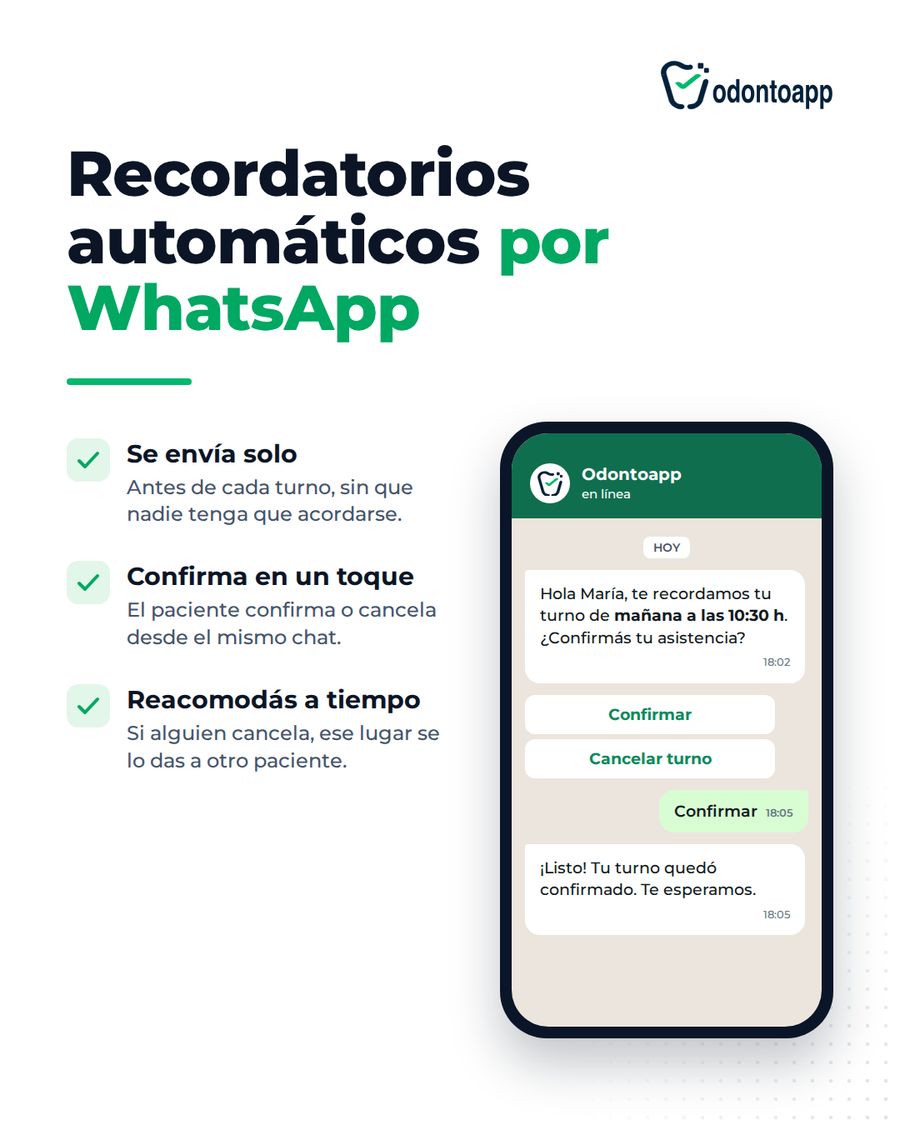 odontoapp
Recordatorios
automáticos por
WhatsApp
Se envía solo
Antes de cada turno, sin que
nadie tenga que acordarse.
Confirma en un toque
El paciente confirma o cancela
desde el mismo chat.
Reacomodás a tiempo
Si alguien cancela, ese lugar se
lo das a otro paciente.
Odontoapp
en línea
HOY
Hola María, te recordamos tu
turno de mañana a las 10:30 h.
¿Confirmás tu asistencia?
18:02
Confirmar
Cancelar turno
Confirmar 18:05
¡Listo! Tu turno quedó
confirmado. Te esperamos.
18:05